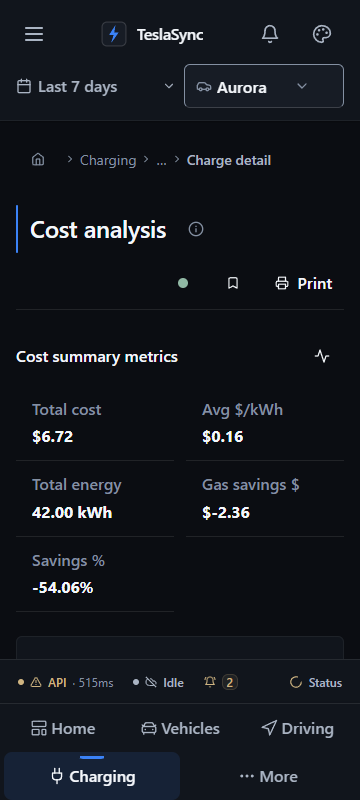 TeslaSync
Last 7 days
Aurora
Charging ... Charge detail
Cost analysis
Print
Cost summary metrics
Total cost
$6.72
Avg $/kWh
$0.16
Total energy
42.00 kWh
Gas savings $
$-2.36
Savings %
-54.06%
API · 515ms Idle 2 Status
Home Vehicles Driving
Charging ... More